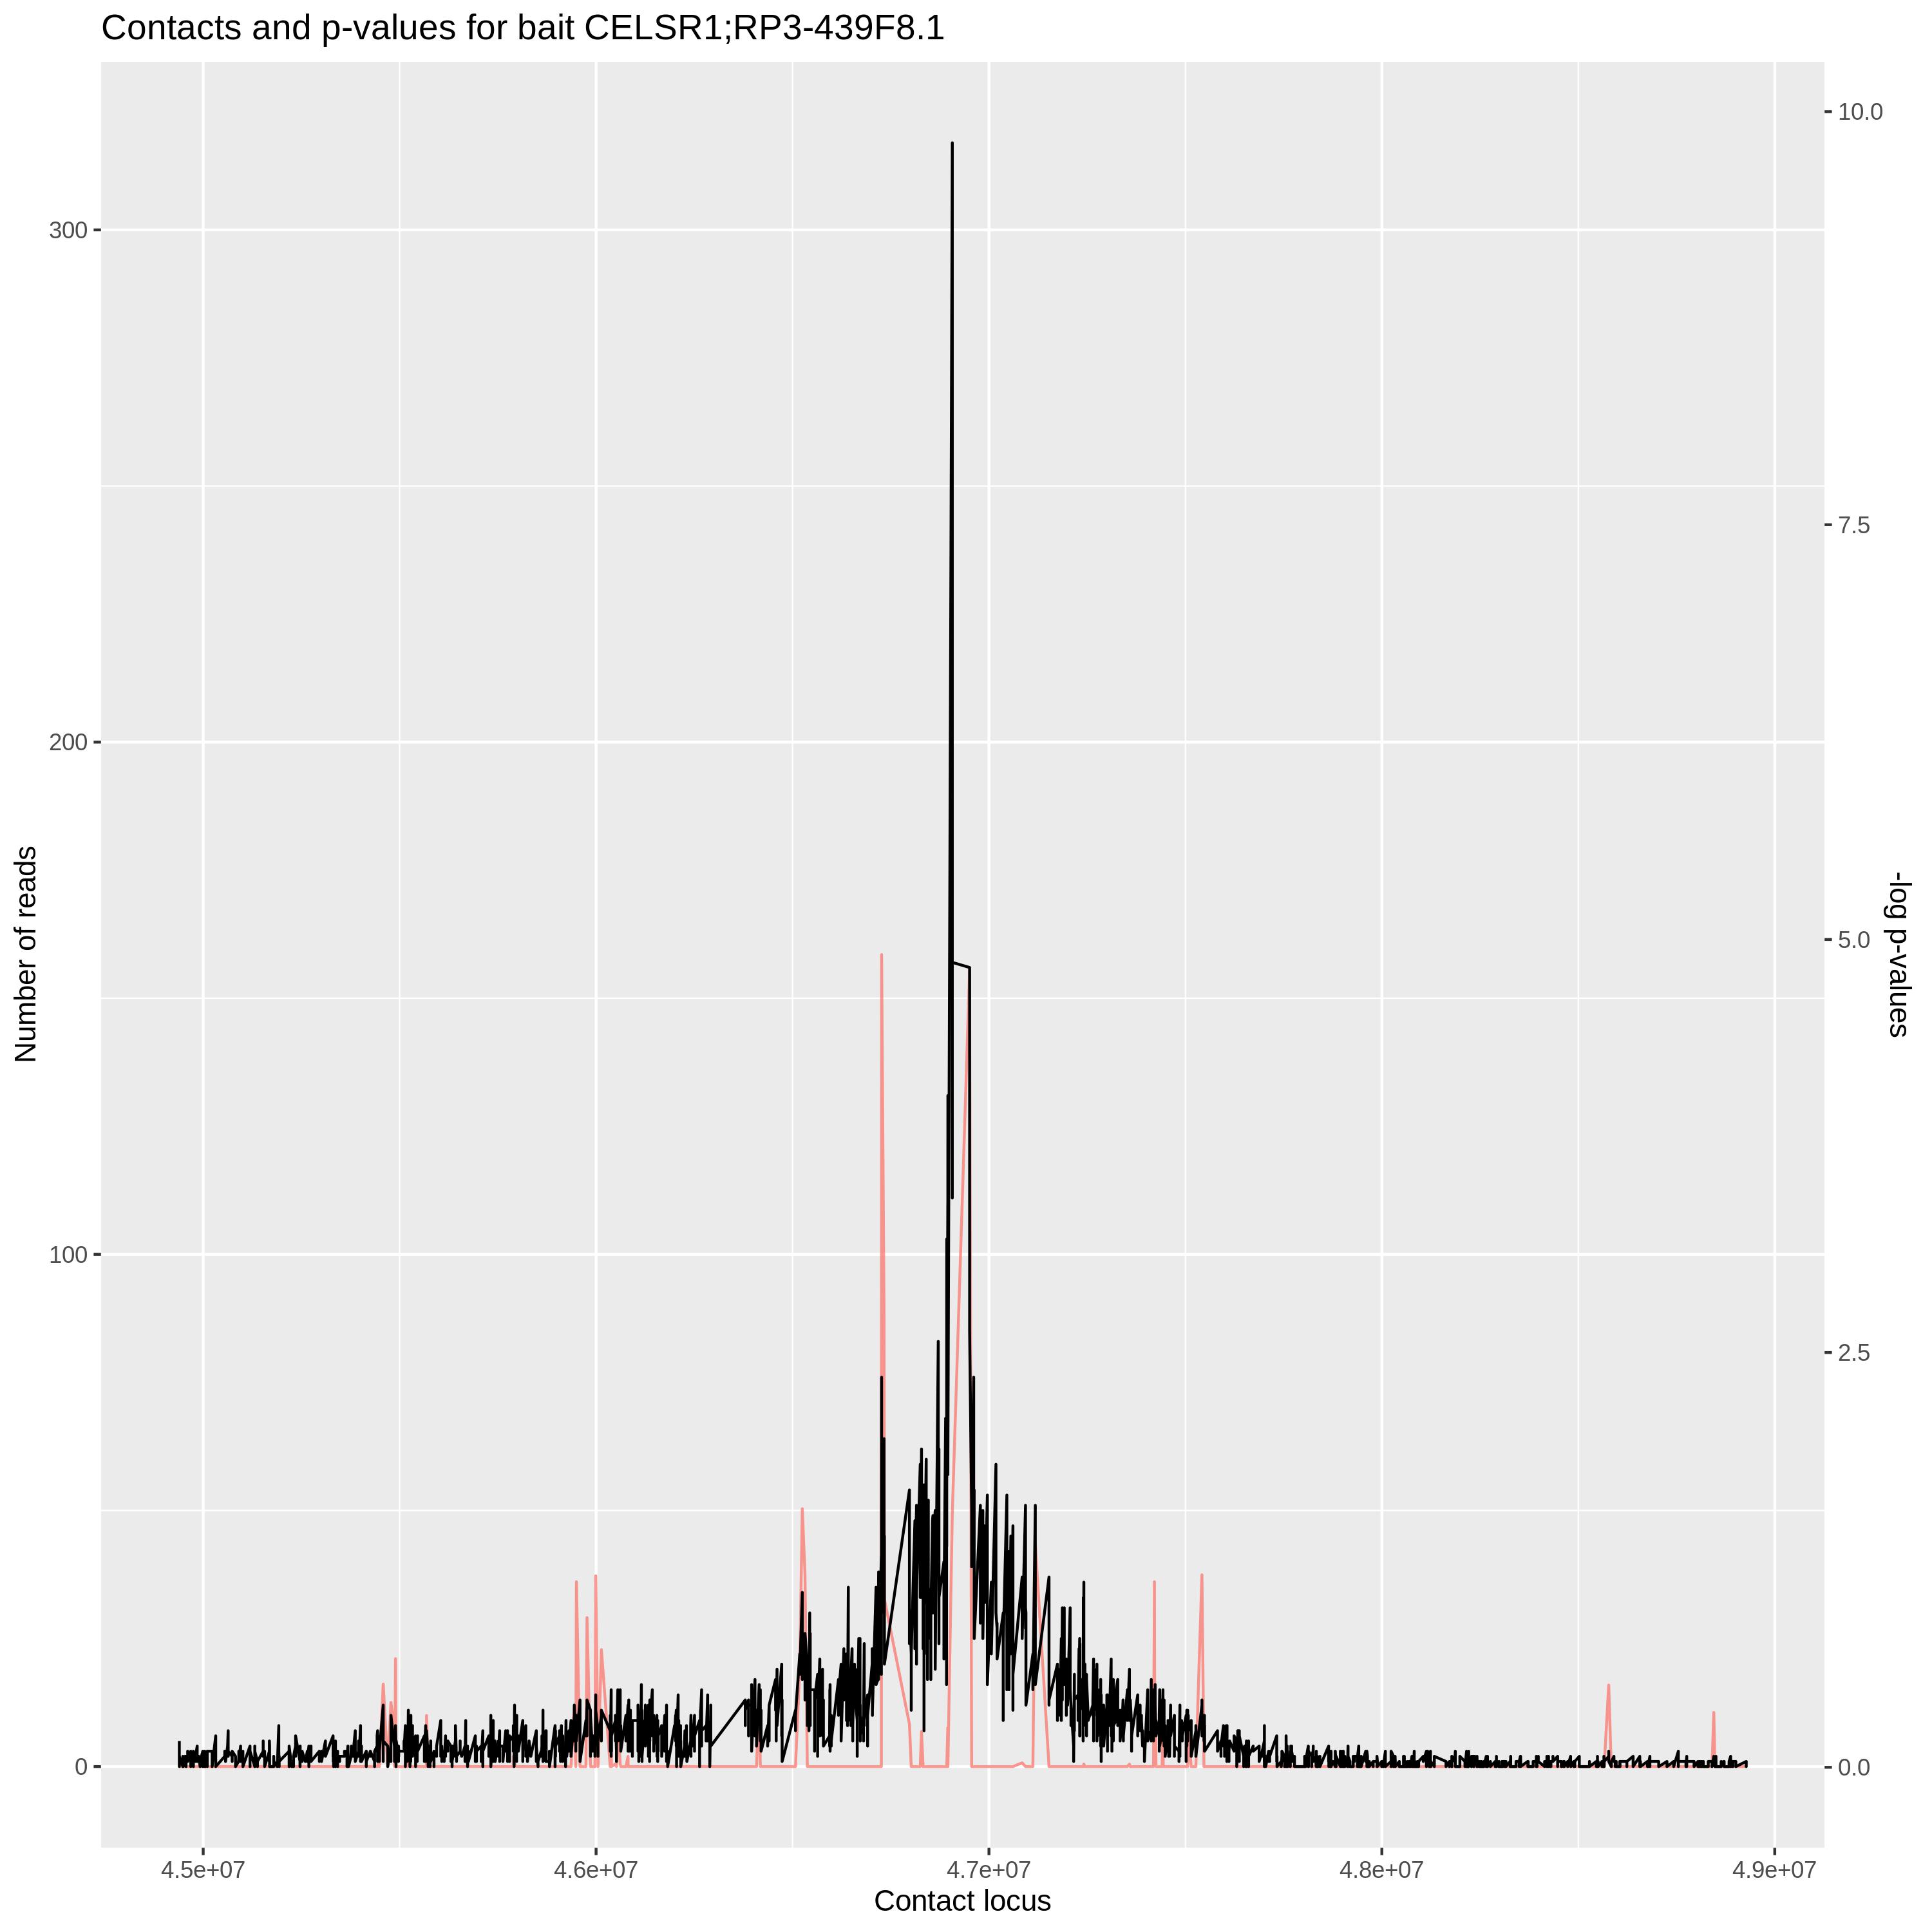 Contacts and p-values for bait CELSR1;RP3-439F8.1
300
200
100
0
Number of reads
10.0
7.5
5.0
2.5
0.0
-log p-values
4.5e+07
4.6e+07
4.7e+07
4.8e+07
4.9e+07
Contact locus